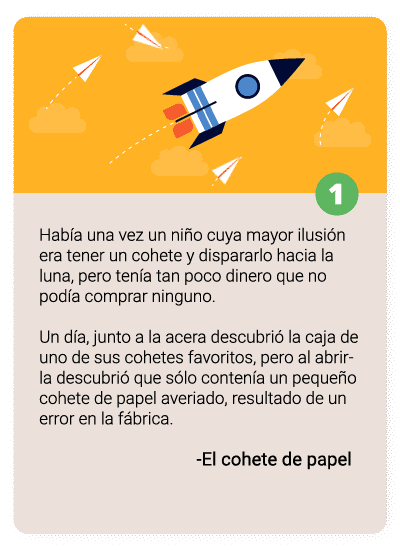 1
Había una vez un niño cuya mayor ilusión
era tener un cohete y dispararlo hacia la
luna, pero tenía tan poco dinero que no
podía comprar ninguno.
Un día, junto a la acera descubrió la caja de
uno de sus cohetes favoritos, pero al abrir-
la descubrió que sólo contenía un pequeño
cohete de papel averiado, resultado de un
error en la fábrica.
-El cohete de papel